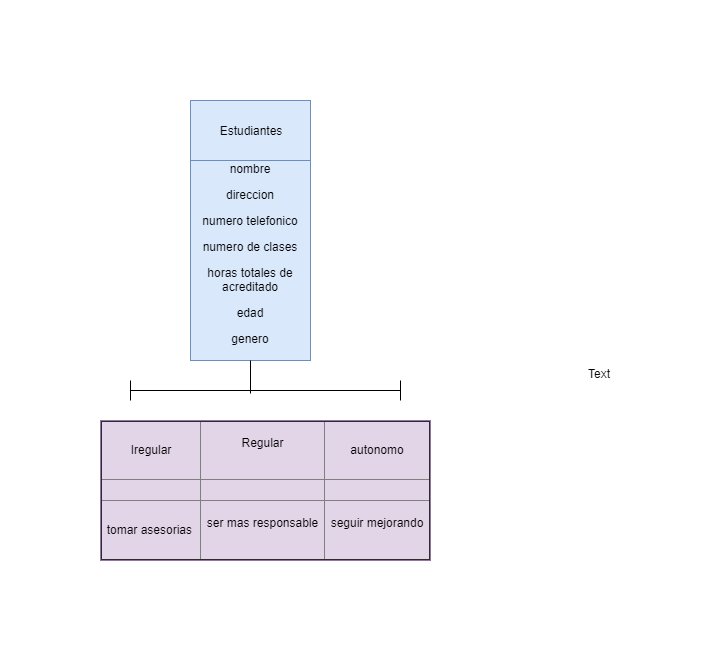 Estudiantes
nombre
direccion
numero telefonico
numero de clases
horas totales de
acreditado
edad
genero
Text
Iregular
Regular
autonomo
tomar asesorias
ser mas responsable
seguir mejorando